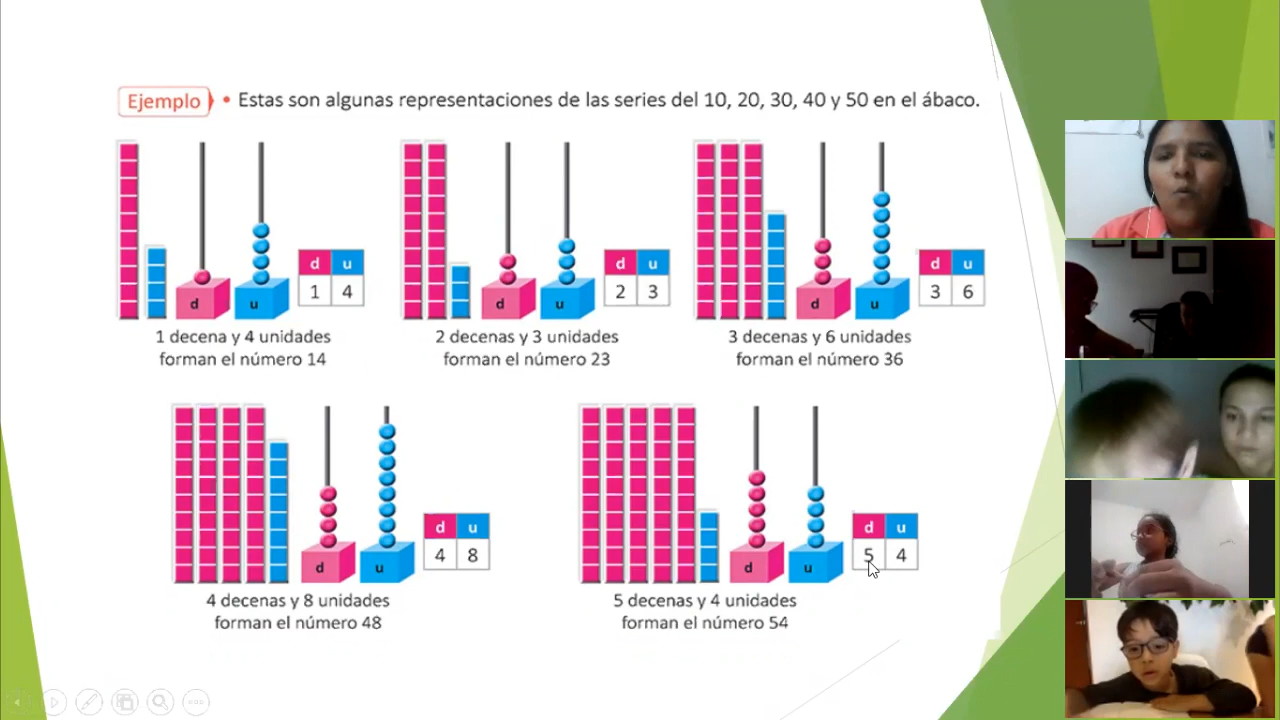 Ejemplo • Estas son algunas representaciones de las series del 10, 20, 30, 40 y 50 en el ábaco.
d u
d u
1 4
1 decena y 4 unidades
forman el número 14
d u
d u
2 3
2 decenas y 3 unidades
forman el número 23
d u
d u
3 6
3 decenas y 6 unidades
forman el número 36
d u
d u
4 8
4 decenas y 8 unidades
forman el número 48
d u
d u
5 4
5 decenas y 4 unidades
forman el número 54